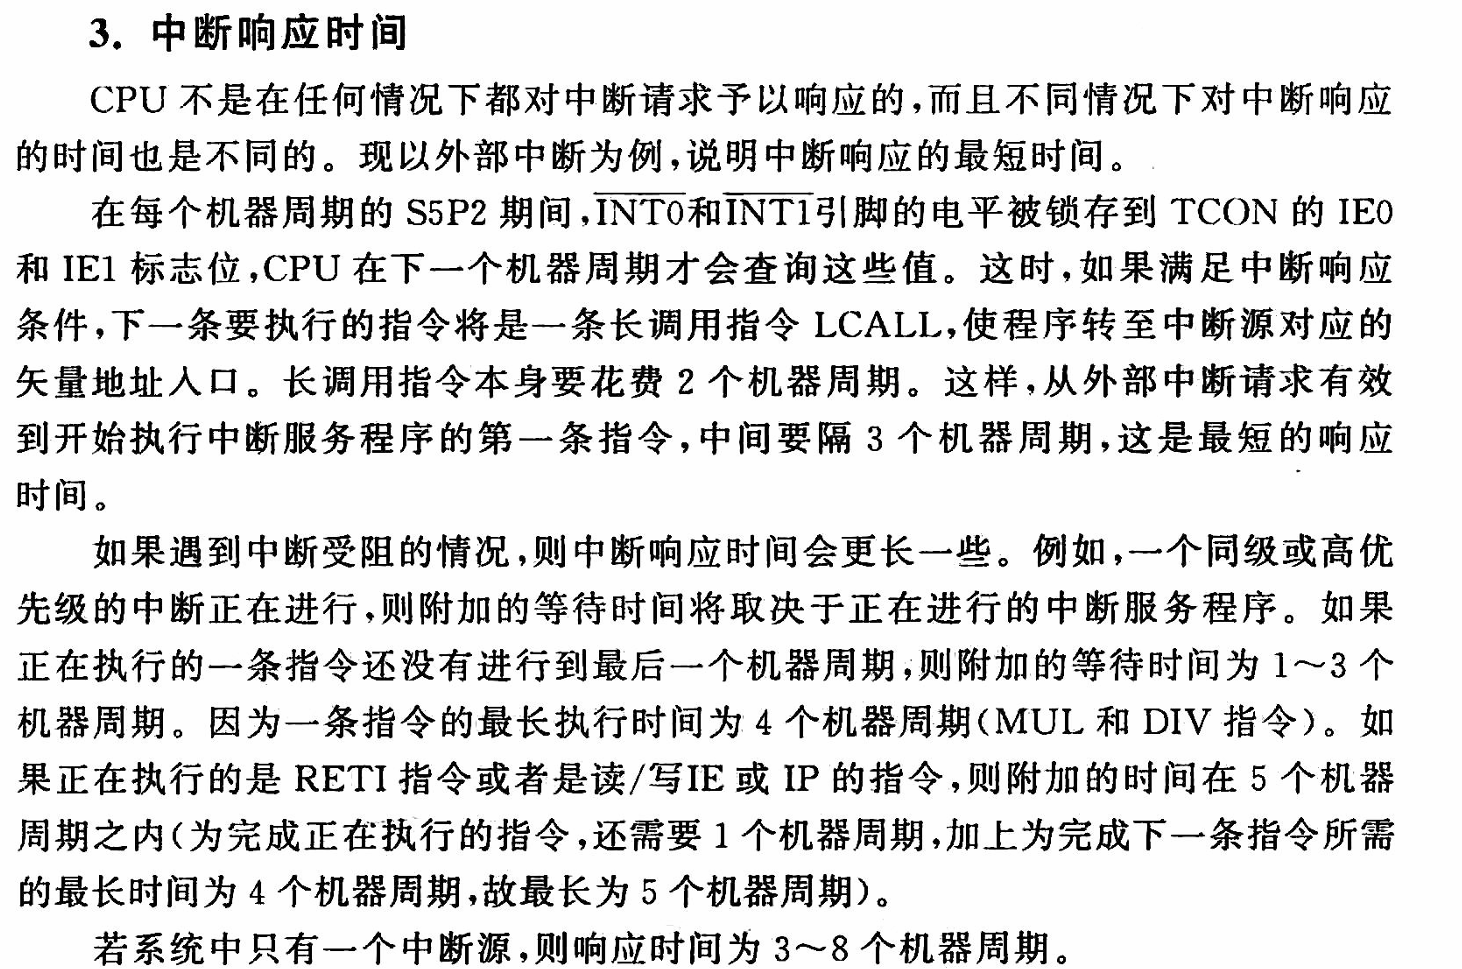 3. 中断响应时间
CPU 不是在任何情况下都对中断请求予以响应的,而且不同情况下对中断响应
的时间也是不同的。现以外部中断为例,说明中断响应的最短时间。
在每个机器周期的 S5P2 期间,INT0和INT1引脚的电平被锁存到 TCON 的 IE0
和 IE1 标志位,CPU 在下一个机器周期才会查询这些值。这时,如果满足中断响应
条件,下一条要执行的指令将是一条长调用指令 LCALL,使程序转至中断源对应的
矢量地址入口。长调用指令本身要花费 2 个机器周期。这样,从外部中断请求有效
到开始执行中断服务程序的第一条指令,中间要隔 3 个机器周期,这是最短的响应
时间。
如果遇到中断受阻的情况,则中断响应时间会更长一些。例如,一个同级或高优
先级的中断正在进行,则附加的等待时间将取决于正在进行的中断服务程序。如果
正在执行的一条指令还没有进行到最后一个机器周期,则附加的等待时间为 1～3 个
机器周期。因为一条指令的最长执行时间为 4 个机器周期(MUL 和 DIV 指令)。如
果正在执行的是 RETI 指令或者是读/写IE 或 IP 的指令,则附加的时间在 5 个机器
周期之内(为完成正在执行的指令,还需要 1 个机器周期,加上为完成下一条指令所需
的最长时间为 4 个机器周期,故最长为 5 个机器周期)。
若系统中只有一个中断源,则响应时间为 3～8 个机器周期。